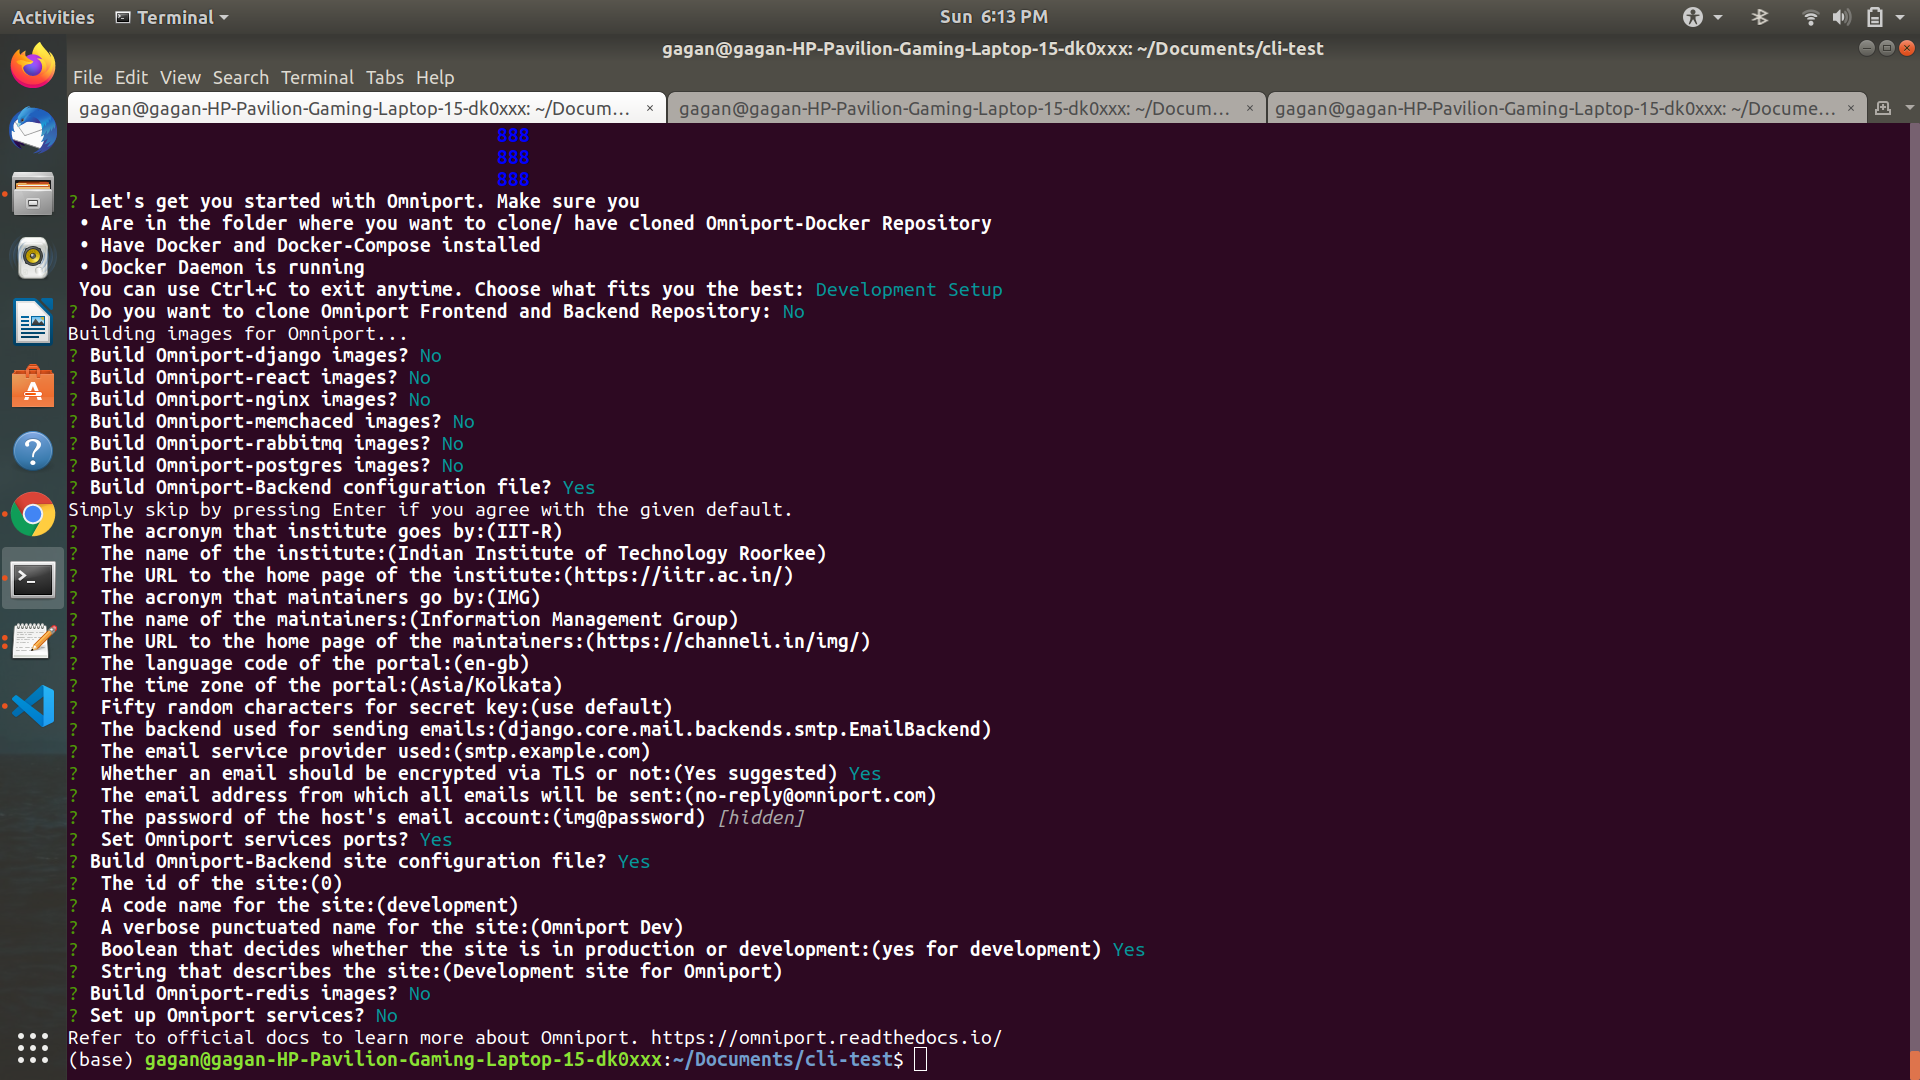 Activities Terminal Sun 6:13 PM
gagan@gagan-HP-Pavilion-Gaming-Laptop-15-dk0xxx: ~/Documents/cli-test
File Edit View Search Terminal Tabs Help
gagan@gagan-HP-Pavilion-Gaming-Laptop-15-dk0xxx: ~/Docum... × gagan@gagan-HP-Pavilion-Gaming-Laptop-15-dk0xxx: ~/Docum... × gagan@gagan-HP-Pavilion-Gaming-Laptop-15-dk0xxx: ~/Docume... ×
888
888
888
? Let's get you started with Omniport. Make sure you
• Are in the folder where you want to clone/ have cloned Omniport-Docker Repository
• Have Docker and Docker-Compose installed
• Docker Daemon is running
You can use Ctrl+C to exit anytime. Choose what fits you the best: Development Setup
? Do you want to clone Omniport Frontend and Backend Repository: No
Building images for Omniport...
? Build Omniport-django images? No
? Build Omniport-react images? No
? Build Omniport-nginx images? No
? Build Omniport-memchaced images? No
? Build Omniport-rabbitmq images? No
? Build Omniport-postgres images? No
? Build Omniport-Backend configuration file? Yes
Simply skip by pressing Enter if you agree with the given default.
? The acronym that institute goes by:(IIT-R)
? The name of the institute:(Indian Institute of Technology Roorkee)
? The URL to the home page of the institute:(https://iitr.ac.in/)
? The acronym that maintainers go by:(IMG)
? The name of the maintainers:(Information Management Group)
? The URL to the home page of the maintainers:(https://channeli.in/img/)
? The language code of the portal:(en-gb)
? The time zone of the portal:(Asia/Kolkata)
? Fifty random characters for secret key:(use default)
? The backend used for sending emails:(django.core.mail.backends.smtp.EmailBackend)
? The email service provider used:(smtp.example.com)
? Whether an email should be encrypted via TLS or not:(Yes suggested) Yes
? The email address from which all emails will be sent:(no-reply@omniport.com)
? The password of the host's email account:(img@password) [hidden]
? Set Omniport services ports? Yes
? Build Omniport-Backend site configuration file? Yes
? The id of the site:(0)
? A code name for the site:(development)
? A verbose punctuated name for the site:(Omniport Dev)
? Boolean that decides whether the site is in production or development:(yes for development) Yes
? String that describes the site:(Development site for Omniport)
? Build Omniport-redis images? No
? Set up Omniport services? No
Refer to official docs to learn more about Omniport. https://omniport.readthedocs.io/
(base) gagan@gagan-HP-Pavilion-Gaming-Laptop-15-dk0xxx:~/Documents/cli-test$